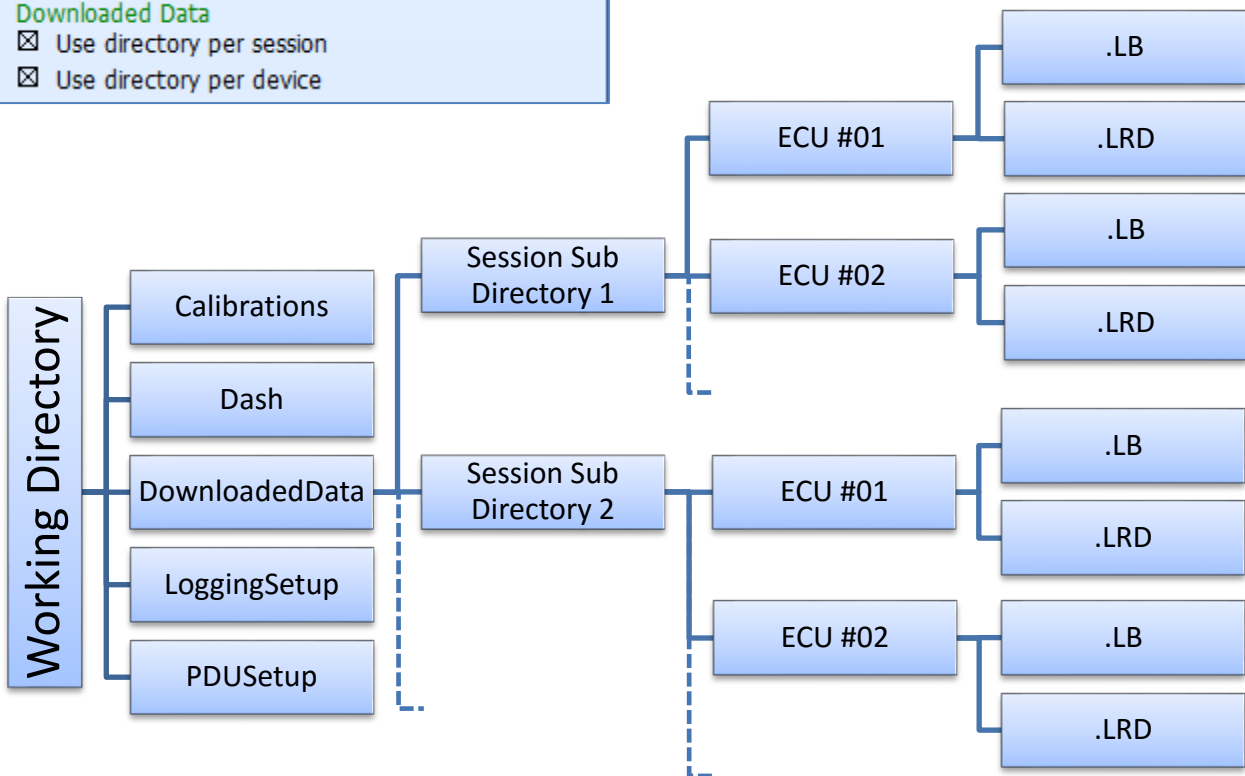 Downloaded Data
Use directory per session
Use directory per device
Working Directory
Calibrations
Dash
DownloadedData
LoggingSetup
PDUSetup
Session Sub
Directory 1
ECU #01
.LB
.LRD
ECU #02
.LB
.LRD
Session Sub
Directory 2
ECU #01
.LB
.LRD
ECU #02
.LB
.LRD